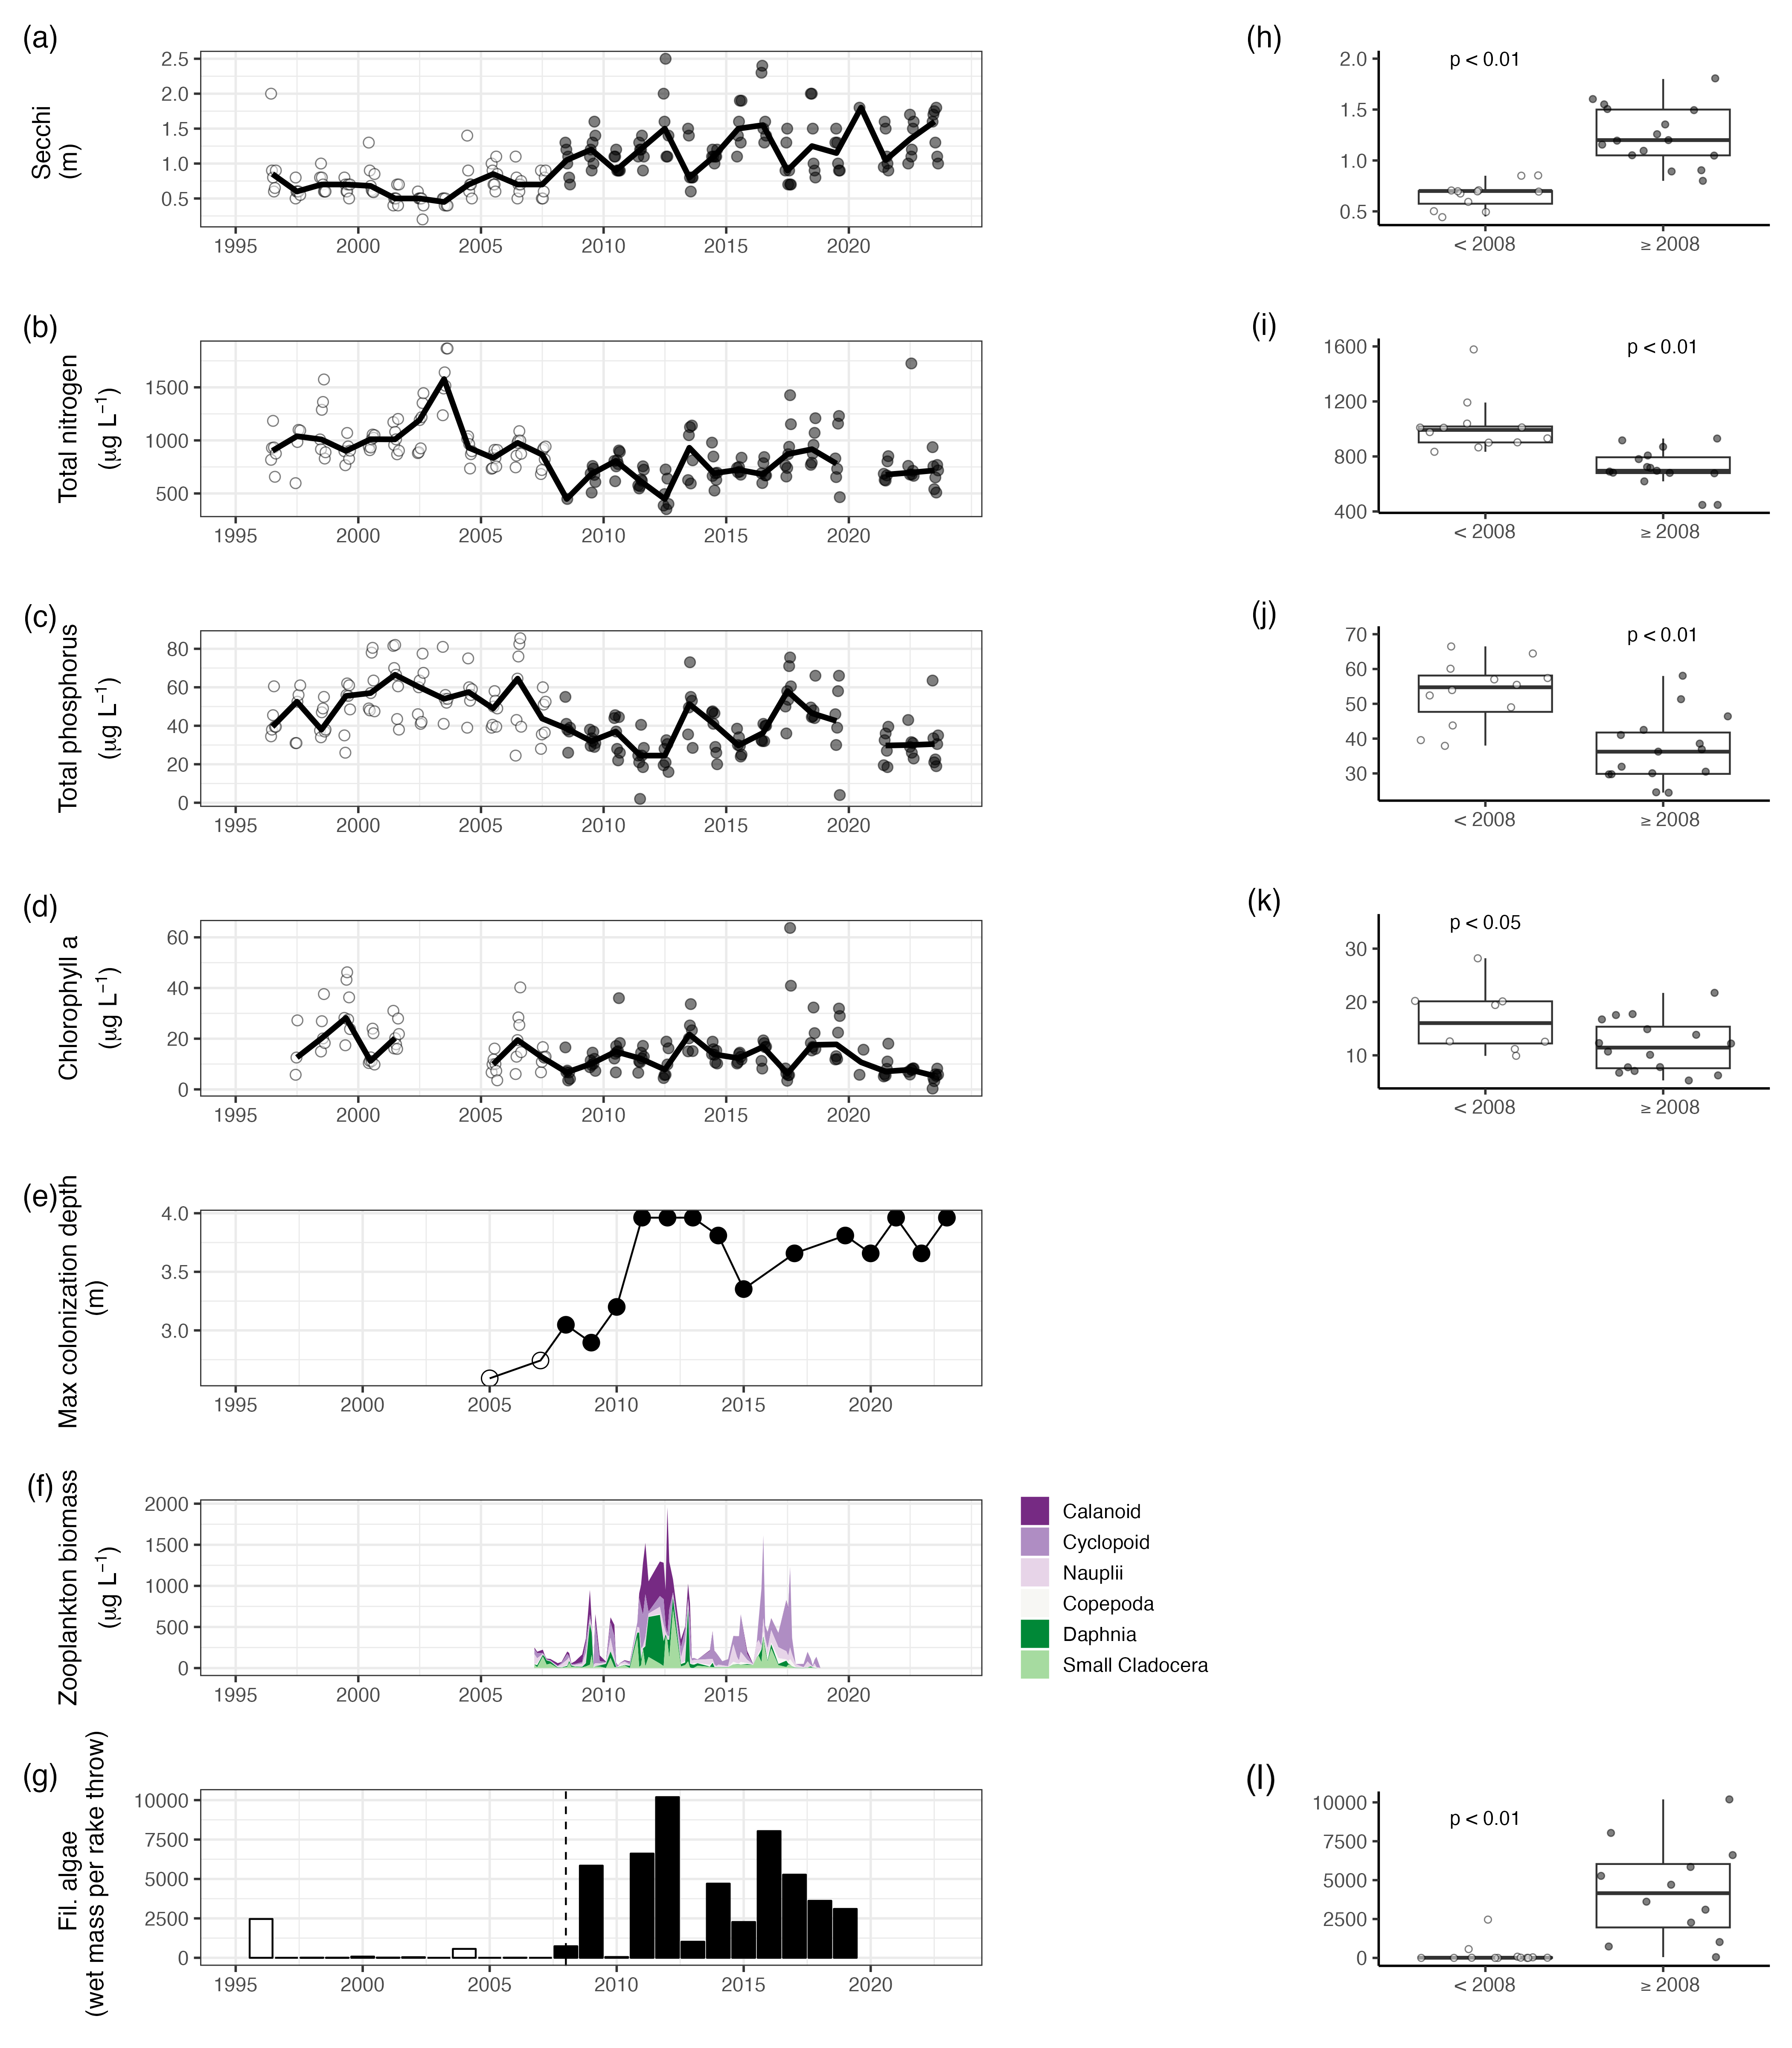 (a)
Secchi
(m)
2.5
2.0
1.5
1.0
0.5
1995 2000 2005 2010 2015 2020
(h)
p < 0.01
2.0
1.5
1.0
0.5
< 2008 ≥ 2008
(b)
Total nitrogen
(µg L−1)
1500
1000
500
1995 2000 2005 2010 2015 2020
(i)
p < 0.01
1600
1200
800
400
< 2008 ≥ 2008
(c)
Total phosphorus
(µg L−1)
80
60
40
20
0
1995 2000 2005 2010 2015 2020
(j)
p < 0.01
70
60
50
40
30
< 2008 ≥ 2008
(d)
Chlorophyll a
(µg L−1)
60
40
20
0
1995 2000 2005 2010 2015 2020
(k)
p < 0.05
30
20
10
< 2008 ≥ 2008
(e)
Max colonization depth
(m)
4.0
3.5
3.0
1995 2000 2005 2010 2015 2020
(f)
Zooplankton biomass
(µg L−1)
2000
1500
1000
500
0
1995 2000 2005 2010 2015 2020
Calanoid
Cyclopoid
Nauplii
Copepoda
Daphnia
Small Cladocera
(g)
Fil. algae
(wet mass per rake throw)
10000
7500
5000
2500
0
1995 2000 2005 2010 2015 2020
(l)
p < 0.01
10000
7500
5000
2500
0
< 2008 ≥ 2008